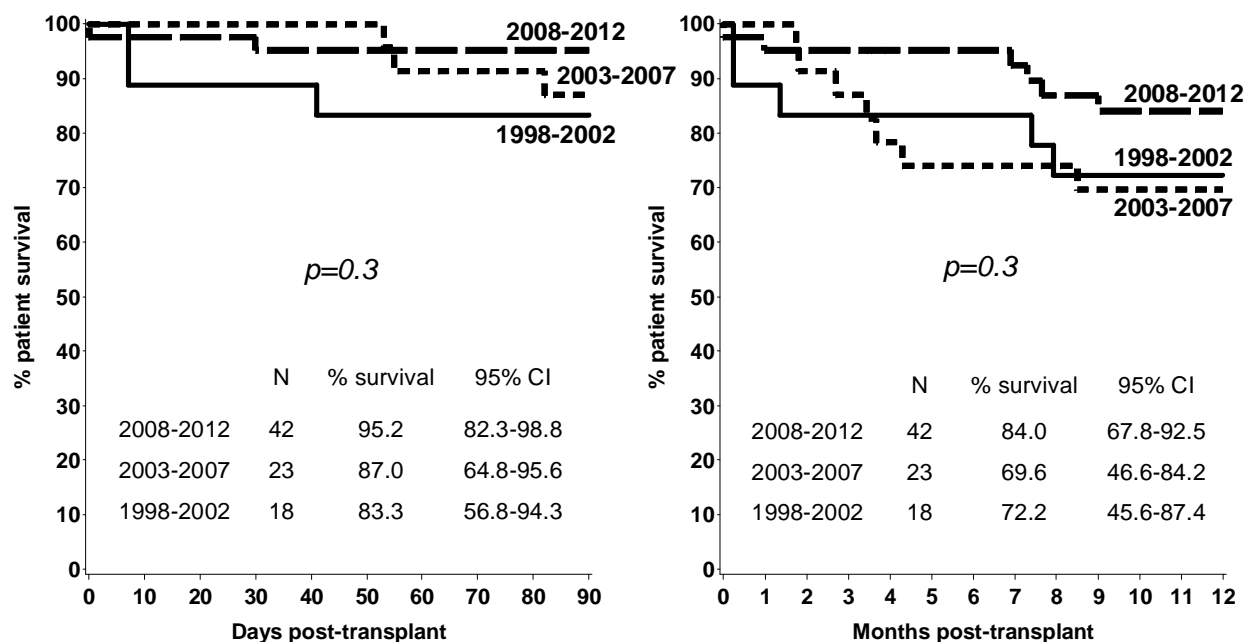 100
90
80
70
60
50
40
30
20
10
0
% patient survival
2008-2012
2003-2007
1998-2002
p=0.3
N % survival 95% CI
2008-2012 42 95.2 82.3-98.8
2003-2007 23 87.0 64.8-95.6
1998-2002 18 83.3 56.8-94.3
0 10 20 30 40 50 60 70 80 90
Days post-transplant
100
90
80
70
60
50
40
30
20
10
0
% patient survival
2008-2012
1998-2002
2003-2007
p=0.3
N % survival 95% CI
2008-2012 42 84.0 67.8-92.5
2003-2007 23 69.6 46.6-84.2
1998-2002 18 72.2 45.6-87.4
0 1 2 3 4 5 6 7 8 9 10 11 12
Months post-transplant